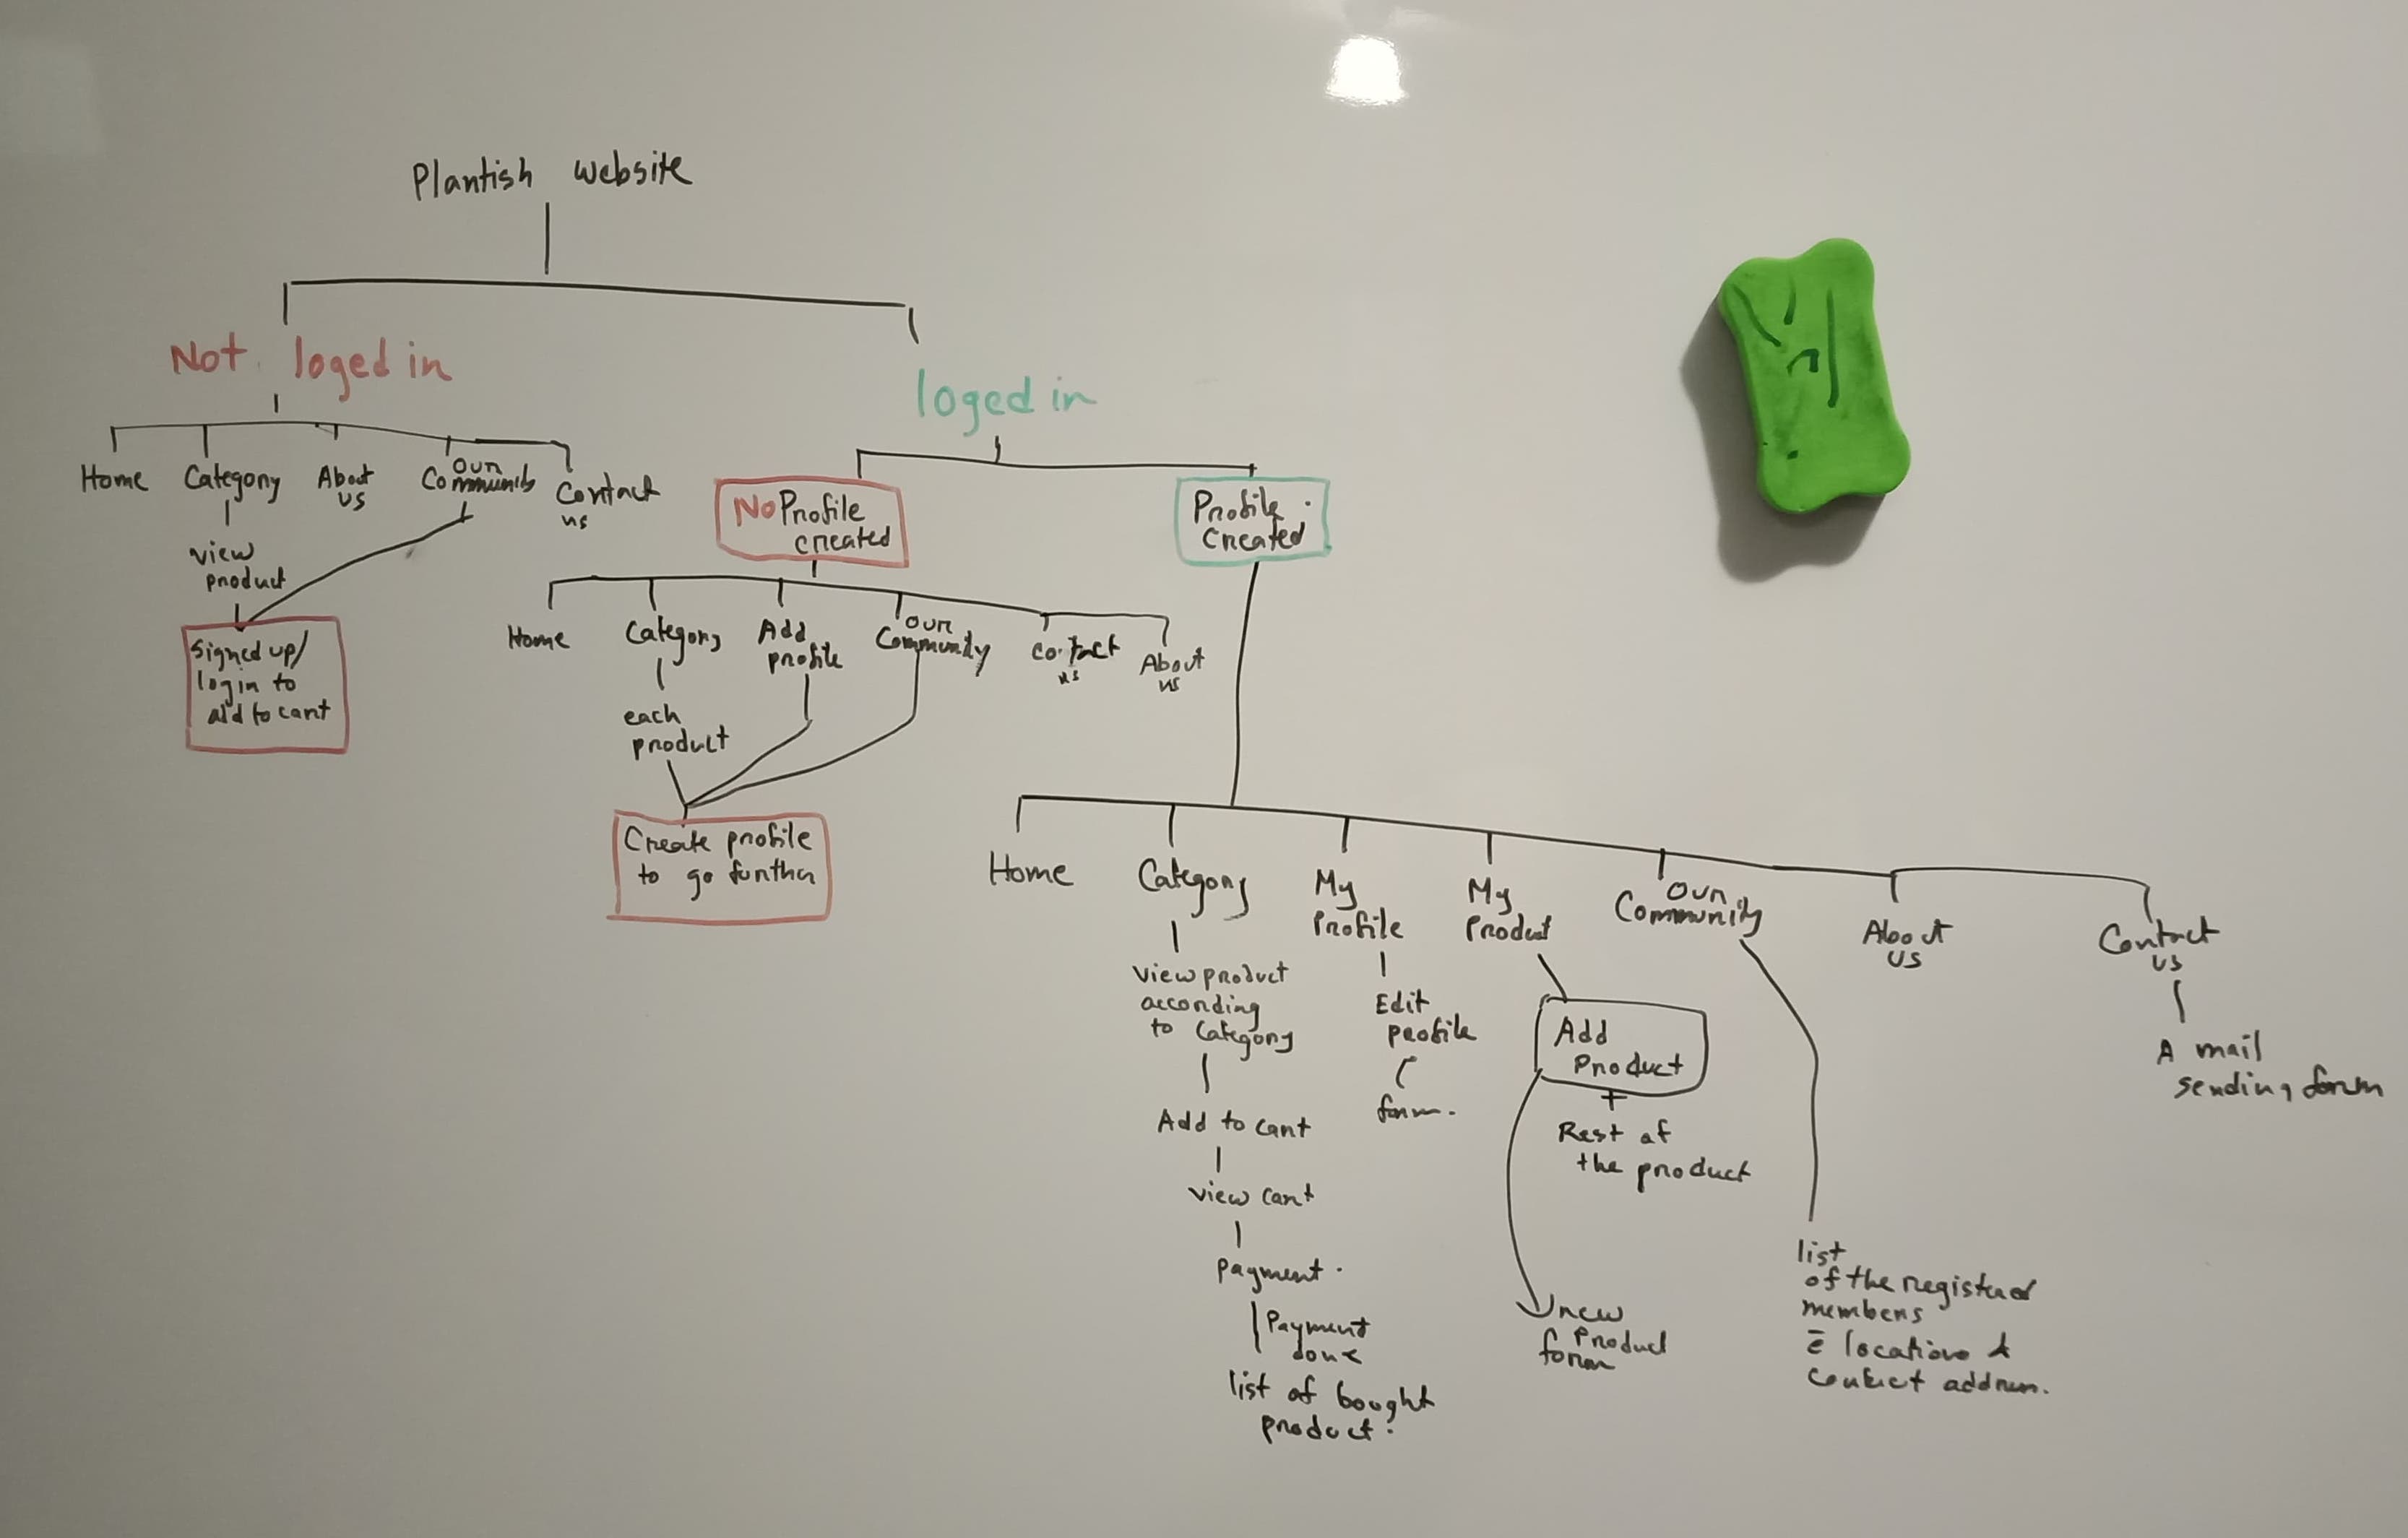 Plantish website
Not loged in
loged in
Home
Category
About
us
Our
Community
Contact
us
view
product
Signed up/
login to
add to cart
No Profile
created
Profile
Created
Home
Category
Add
profile
Our
Community
Contact
us
About
us
each
product
Create profile
to go further
Home
Category
My
Profile
My
Product
Our
Community
About
us
Contact
us
view product
according
to Category
Add to cart
view cart
payment.
Payment
done
list of bought
product.
Edit
profile
form.
Add
Product
+
Rest of
the product
new
Product
form
list
of the registered
members
c̄ location &
contact
A mail
sending form